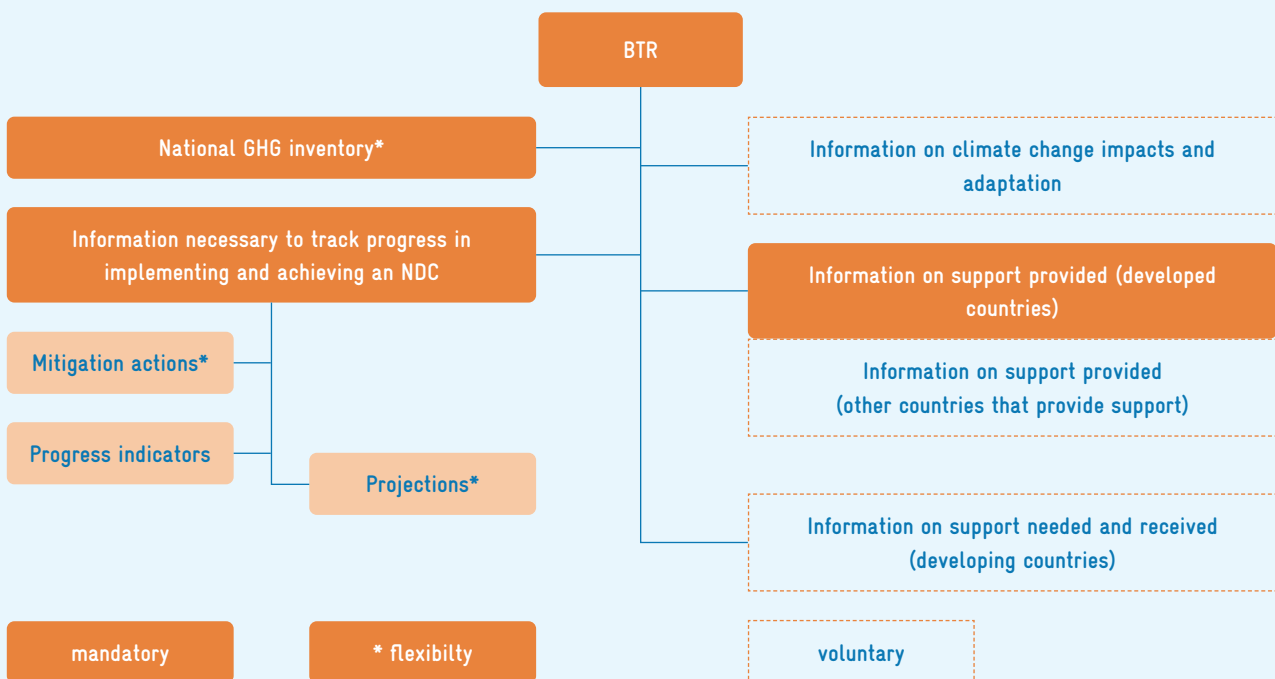 BTR
National GHG inventory*
Information necessary to track progress in
implementing and achieving an NDC
Mitigation actions*
Progress indicators
Projections*
Information on climate change impacts and
adaptation
Information on support provided (developed
countries)
Information on support provided
(other countries that provide support)
Information on support needed and received
(developing countries)
mandatory
* flexibilty
voluntary